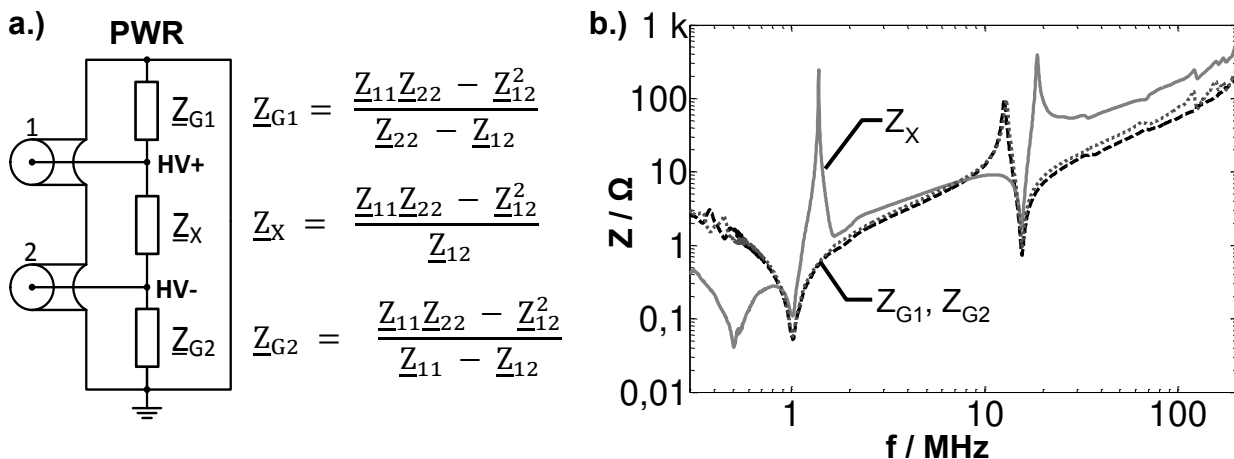 a.)
PWR
1
2
Z_G1
HV+
Z_X
HV-
Z_G2
Z_G1 = (Z_11 Z_22 − Z_12^2) / (Z_22 − Z_12)
Z_X = (Z_11 Z_22 − Z_12^2) / Z_12
Z_G2 = (Z_11 Z_22 − Z_12^2) / (Z_11 − Z_12)
b.)
Z / Ω
1 k
100
10
1
0,1
0,01
Z_X
Z_G1, Z_G2
1
10
100
f / MHz